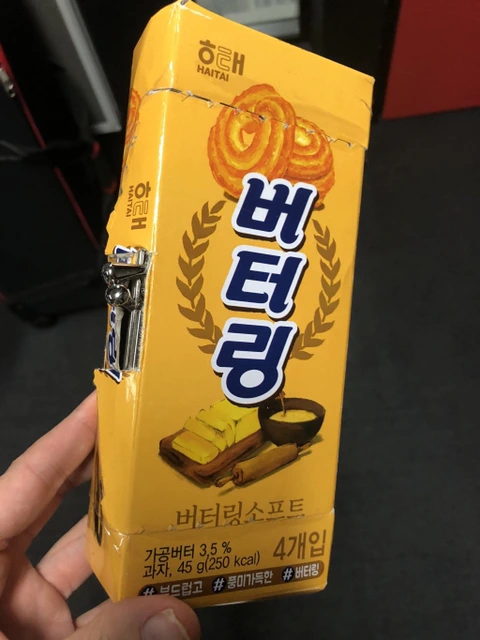 해태
HAITAI
해태
HAITAI
버
터
링
버터링소프트
가공버터 3.5 %
과자, 45 g(250 kcal)
4개입
#부드럽고 #풍미가득한 #버터링